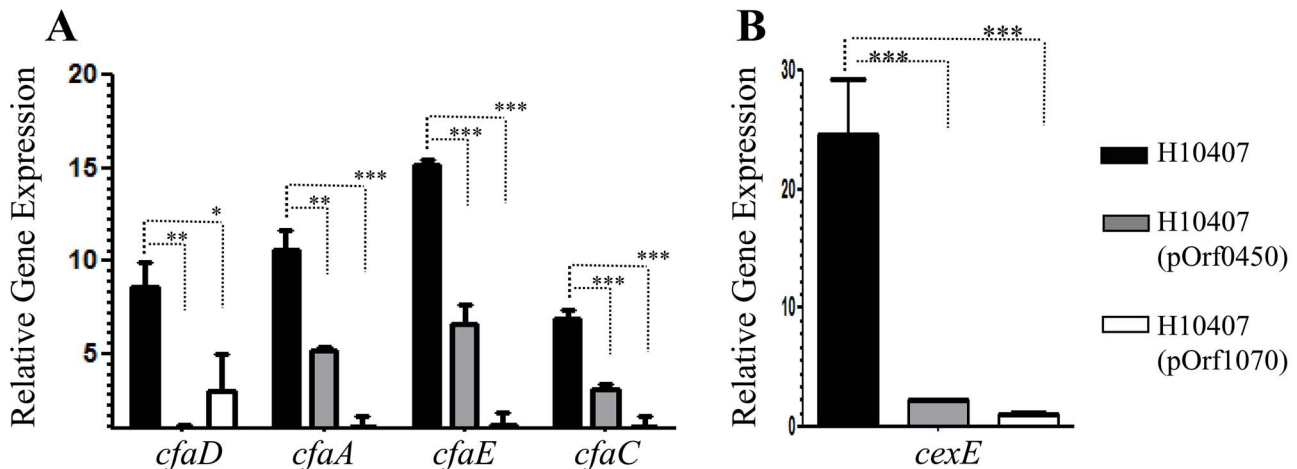 A
Relative Gene Expression
20
15
10
5
**
*
**
***
***
***
***
***
cfaD cfaA cfaE cfaC
B
Relative Gene Expression
30
20
10
0
***
***
cexE
H10407
H10407
(pOrf0450)
H10407
(pOrf1070)